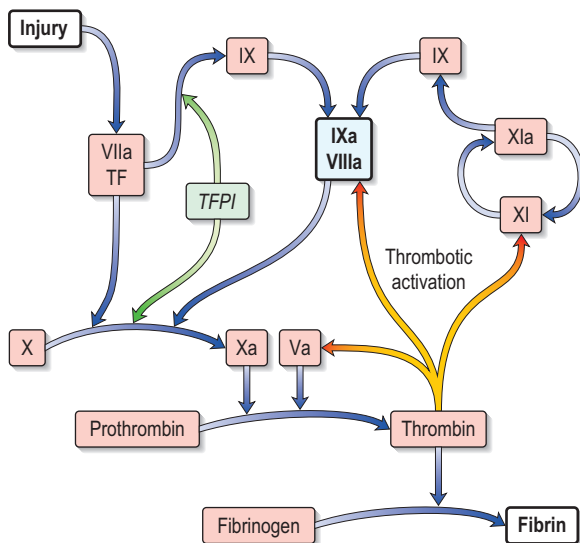 Injury
IX
IX
VIIa
TF
IXa
VIIIa
XIa
TFPI
XI
Thrombotic
activation
X
Xa
Va
Prothrombin
Thrombin
Fibrinogen
Fibrin